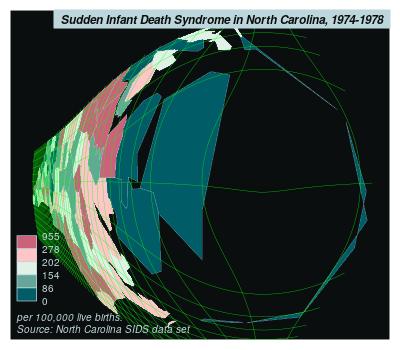 Sudden Infant Death Syndrome in North Carolina, 1974-1978
955
278
202
154
86
0
per 100,000 live births.
Source: North Carolina SIDS data set